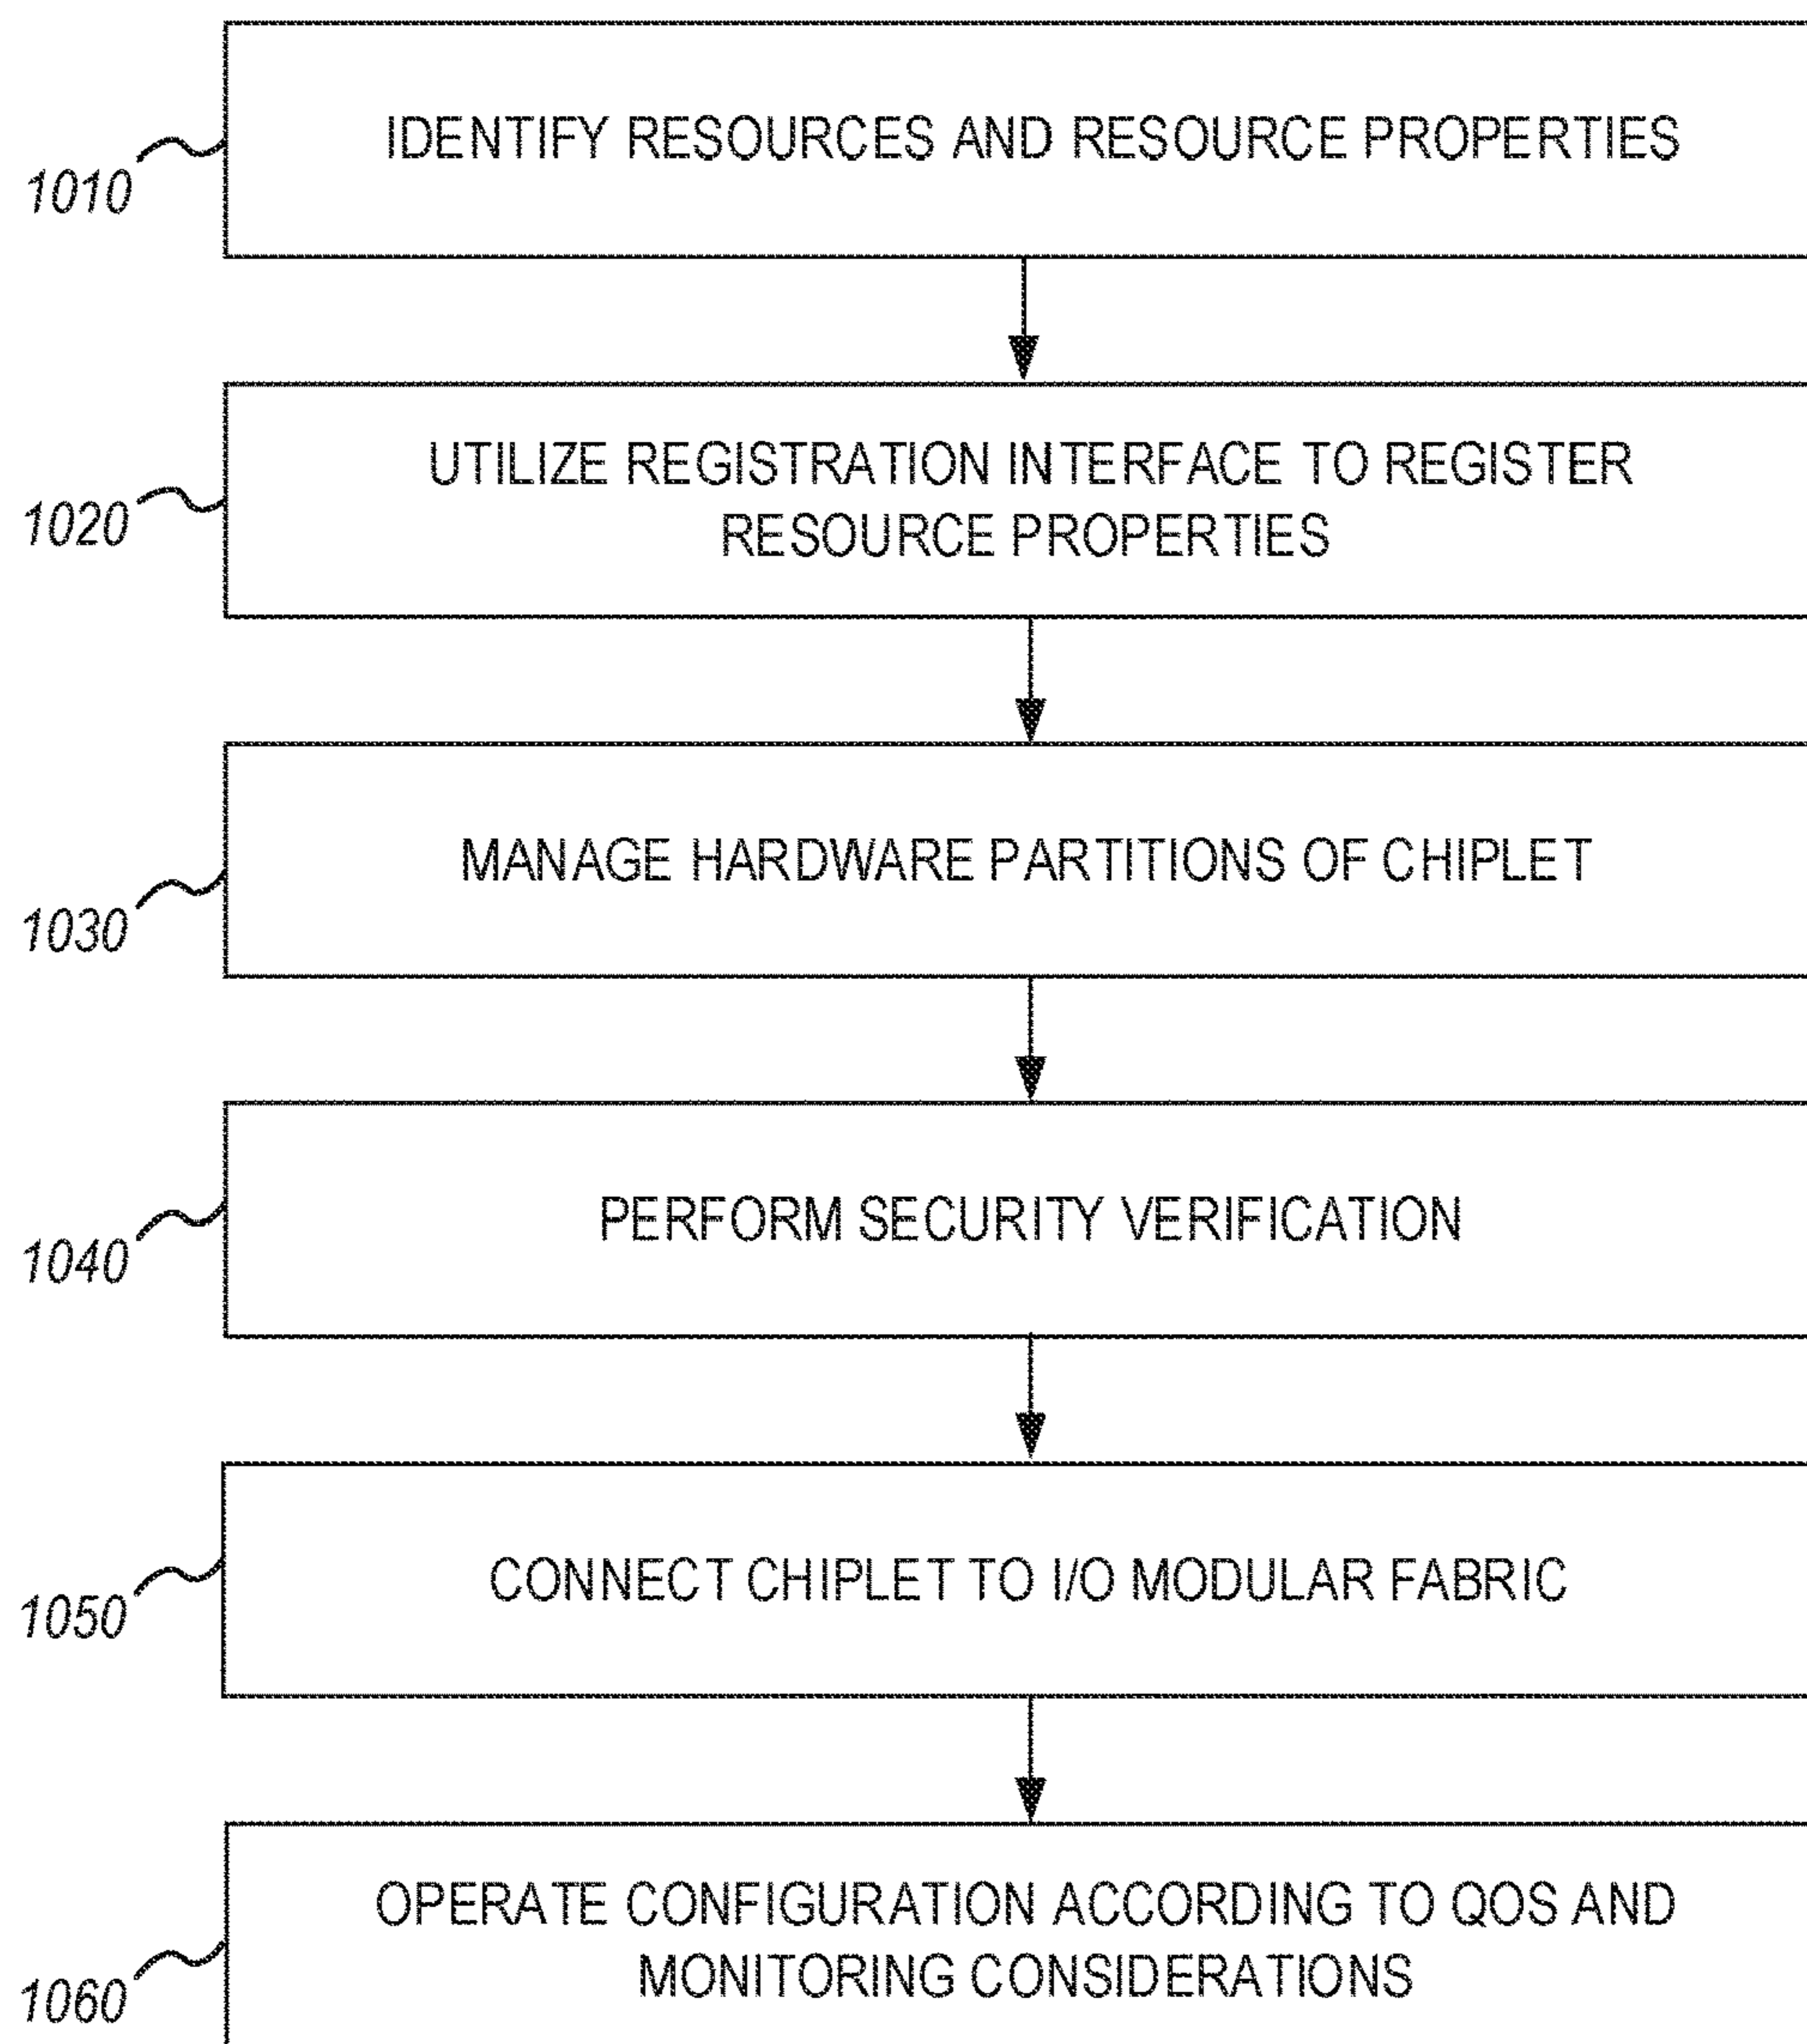 IDENTIFY RESOURCES AND RESOURCE PROPERTIES
1010
UTILIZE REGISTRATION INTERFACE TO REGISTER
RESOURCE PROPERTIES
1020
MANAGE HARDWARE PARTITIONS OF CHIPLET
1030
PERFORM SECURITY VERIFICATION
1040
CONNECT CHIPLET TO I/O MODULAR FABRIC
1050
OPERATE CONFIGURATION ACCORDING TO QOS AND
MONITORING CONSIDERATIONS
1060